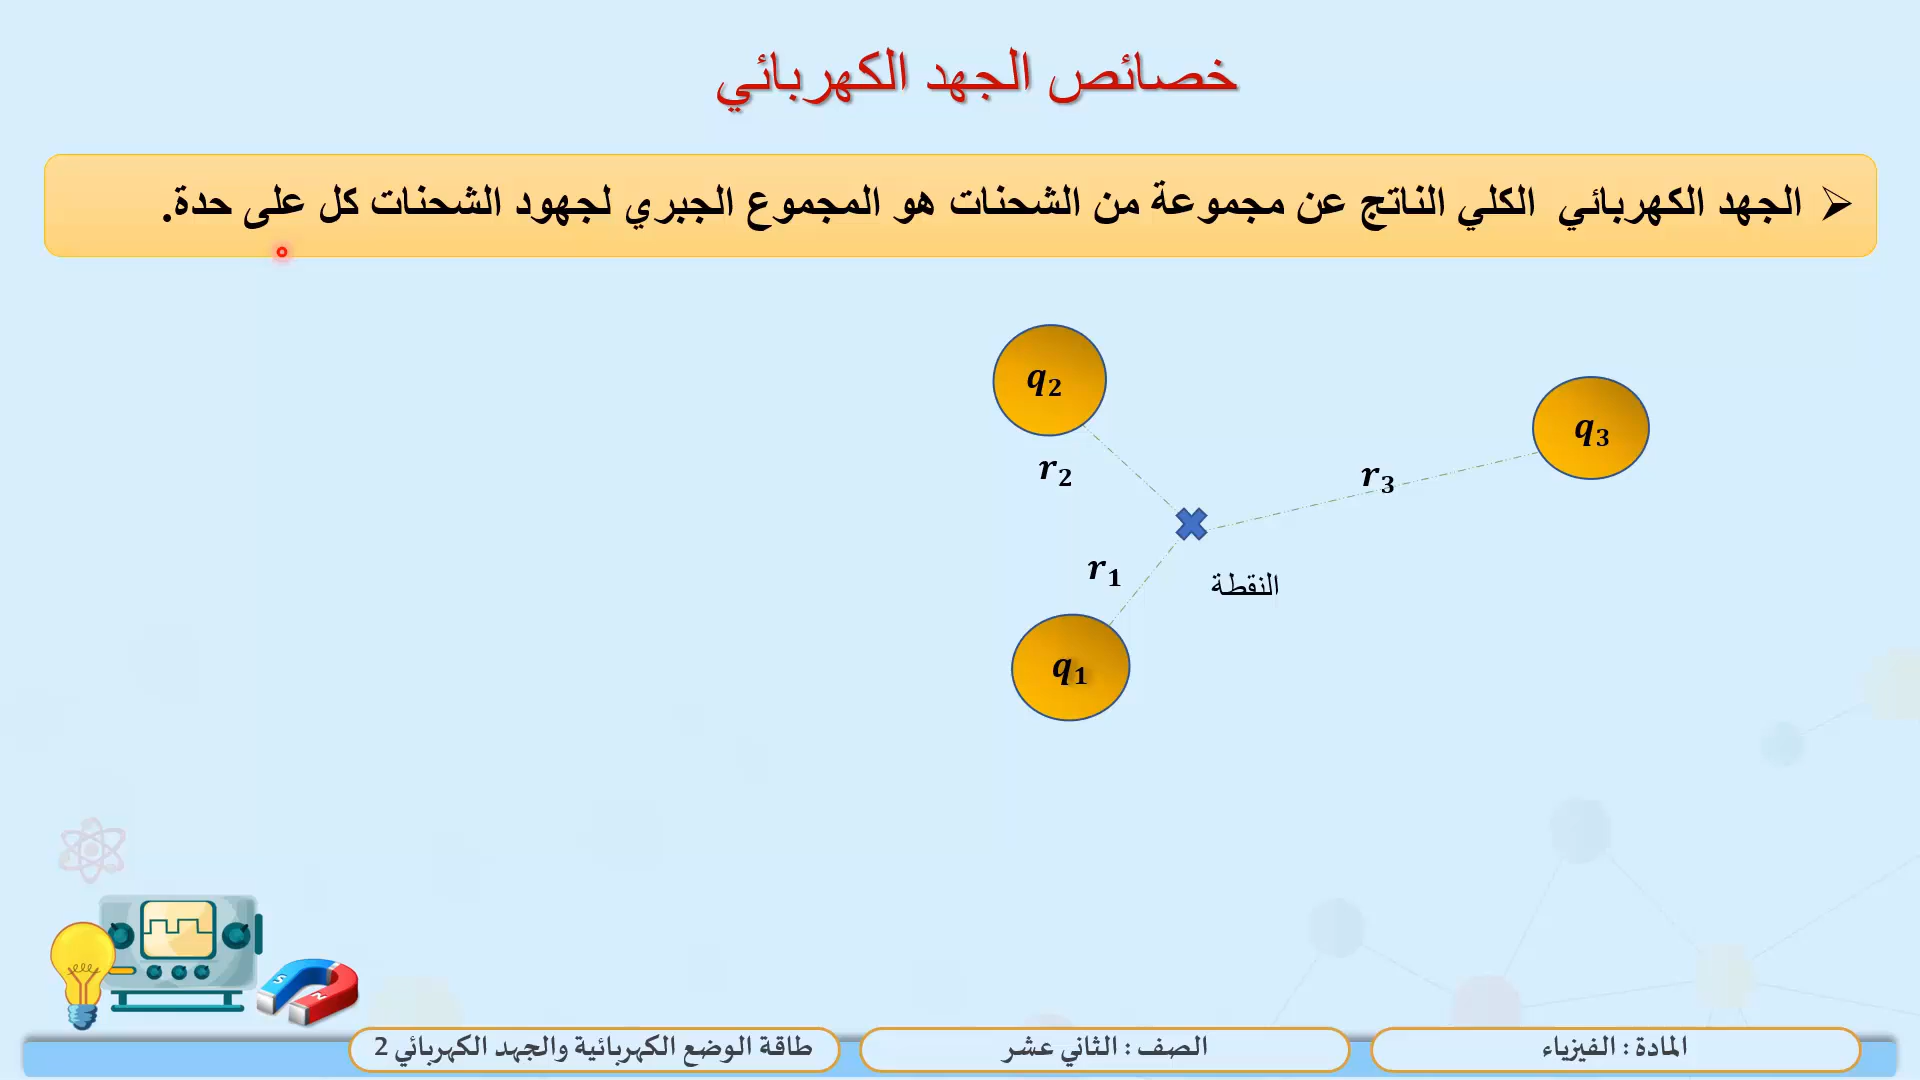 خصائص الجهد الكهربائي
➢ الجهد الكهربائي الكلي الناتج عن مجموعة من الشحنات هو المجموع الجبري لجهود الشحنات كل على حدة.
q2
q3
r2
r3
r1
النقطة
q1
S
N
المادة : الفيزياء
الصف : الثاني عشر
طاقة الوضع الكهربائية والجهد الكهربائي 2